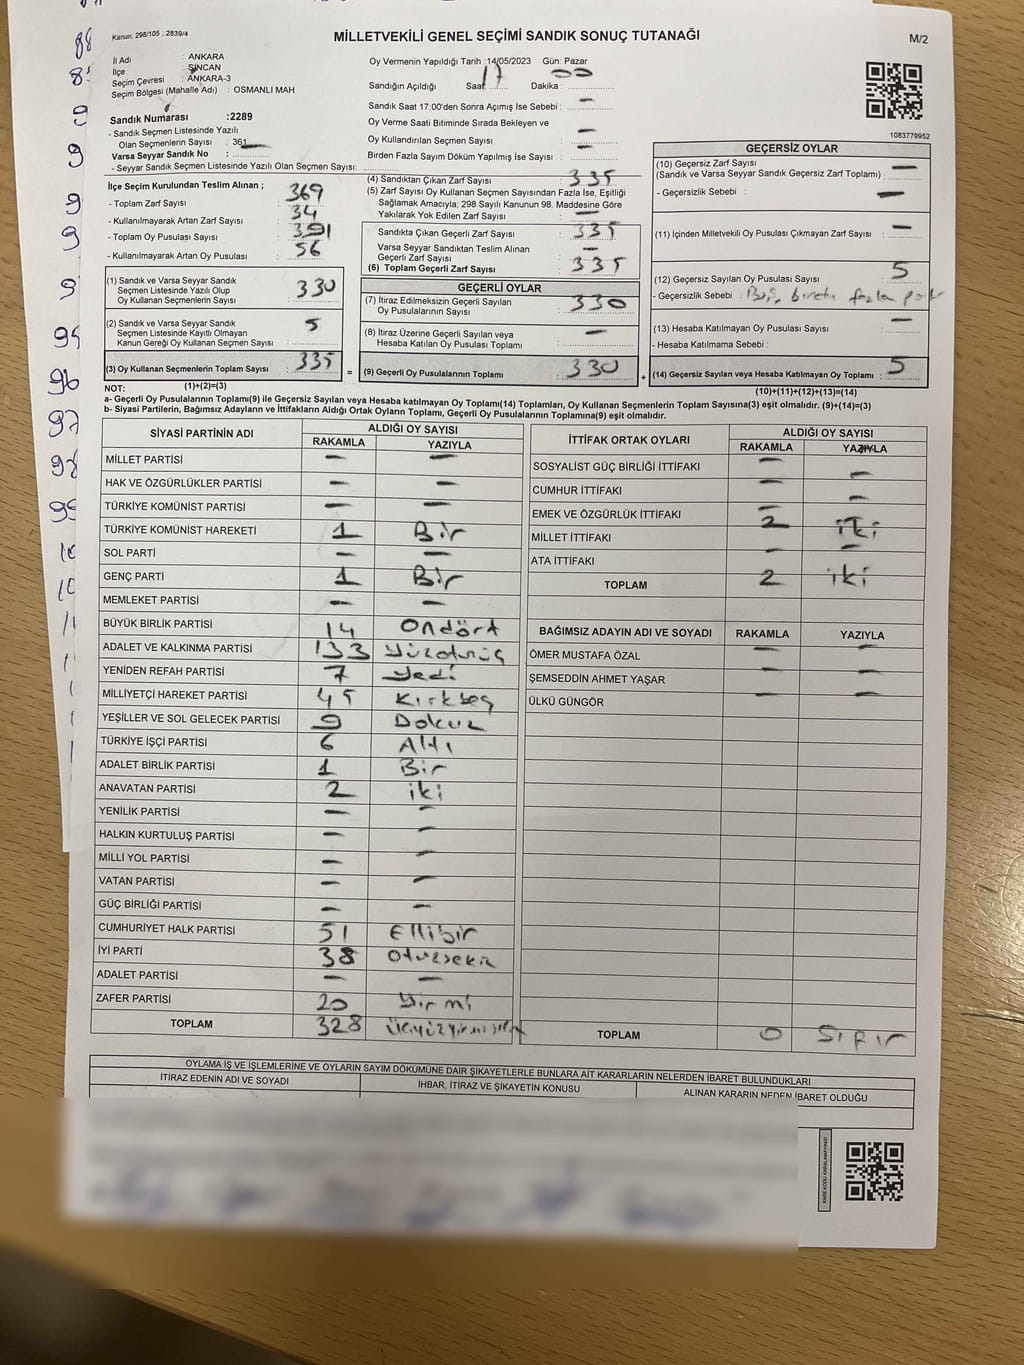 Kanun, 298/105 , 2839/4
MİLLETVEKİLİ GENEL SEÇİMİ SANDIK SONUÇ TUTANAĞI
M/2
İl Adı : ANKARA
İlçe : SİNCAN
Seçim Çevresi : ANKARA-3
Seçim Bölgesi (Mahalle Adı) : OSMANLI MAH
Sandık Numarası :2289
- Sandık Seçmen Listesinde Yazılı
Olan Seçmenlerin Sayısı : 361
Varsa Seyyar Sandık No :
- Seyyar Sandık Seçmen Listesinde Yazılı Olan Seçmen Sayısı:
Oy Vermenin Yapıldığı Tarih :14/05/2023 Gün: Pazar
Sandığın Açıldığı Saat 17 Dakika : 00
Sandık Saat 17:00'den Sonra Açımış İse Sebebi : —
Oy Verme Saati Bitiminde Sırada Bekleyen ve
Oy Kullandırılan Seçmen Sayısı : —
Birden Fazla Sayım Döküm Yapılmış İse Sayısı : —
1083779952
İlçe Seçim Kurulundan Teslim Alınan ;
- Toplam Zarf Sayısı : 369
- Kullanılmayarak Artan Zarf Sayısı : 34
- Toplam Oy Pusulası Sayısı : 391
- Kullanılmayarak Artan Oy Pusulası : 56
(1) Sandık ve Varsa Seyyar Sandık
Seçmen Listesinde Yazılı Olup
Oy Kullanan Seçmenlerin Sayısı : 330
(2) Sandık ve Varsa Seyyar Sandık
Seçmen Listesinde Kayıtlı Olmayan
Kanun Gereği Oy Kullanan Seçmen Sayısı : 5
(3) Oy Kullanan Seçmenlerin Toplam Sayısı : 335 =
(4) Sandıktan Çıkan Zarf Sayısı : 335
(5) Zarf Sayısı Oy Kullanan Seçmen Sayısından Fazla İse, Eşitliği
Sağlamak Amacıyla; 298 Sayılı Kanunun 98. Maddesine Göre
Yakılarak Yok Edilen Zarf Sayısı : —
Sandıkta Çıkan Geçerli Zarf Sayısı : 335
Varsa Seyyar Sandıktan Teslim Alınan
Geçerli Zarf Sayısı : —
(6) Toplam Geçerli Zarf Sayısı : 335
GEÇERLİ OYLAR
(7) İtiraz Edilmeksizin Geçerli Sayılan
Oy Pusulalarının Sayısı : 330
(8) İtiraz Üzerine Geçerli Sayılan veya
Hesaba Katılan Oy Pusulası Toplamı : —
(9) Geçerli Oy Pusulalarının Toplamı : 330 +
GEÇERSİZ OYLAR
(10) Geçersiz Zarf Sayısı
(Sandık ve Varsa Seyyar Sandık Geçersiz Zarf Toplamı) : —
- Geçersizlik Sebebi : —
(11) İçinden Milletvekili Oy Pusulası Çıkmayan Zarf Sayısı : —
(12) Geçersiz Sayılan Oy Pusulası Sayısı : 5
- Geçersizlik Sebebi : birden fazla
(13) Hesaba Katılmayan Oy Pusulası Sayısı : —
- Hesaba Katılmama Sebebi :
(14) Geçersiz Sayılan veya Hesaba Katılmayan Oy Toplamı : 5
NOT: (1)+(2)=(3) (10)+(11)+(12)+(13)=(14)
a- Geçerli Oy Pusulalarının Toplamı(9) ile Geçersiz Sayılan veya Hesaba katılmayan Oy Toplamı(14) Toplamları, Oy Kullanan Seçmenlerin Toplam Sayısına(3) eşit olmalıdır. (9)+(14)=(3)
b- Siyasi Partilerin, Bağımsız Adayların ve İttifakların Aldığı Ortak Oyların Toplamı, Geçerli Oy Pusulalarının Toplamına(9) eşit olmalıdır.
SİYASİ PARTİNİN ADI ALDIĞI OY SAYISI
RAKAMLA YAZIYLA
MİLLET PARTİSİ — —
HAK VE ÖZGÜRLÜKLER PARTİSİ — —
TÜRKİYE KOMÜNİST PARTİSİ — —
TÜRKİYE KOMÜNİST HAREKETİ 1 Bir
SOL PARTİ — —
GENÇ PARTİ 1 Bir
MEMLEKET PARTİSİ — —
BÜYÜK BİRLİK PARTİSİ 14 Ondört
ADALET VE KALKINMA PARTİSİ 133 Yüzotuzüç
YENİDEN REFAH PARTİSİ 7 Yedi
MİLLİYETÇİ HAREKET PARTİSİ 45 Kırkbeş
YEŞİLLER VE SOL GELECEK PARTİSİ 9 Dokuz
TÜRKİYE İŞÇİ PARTİSİ 6 Altı
ADALET BİRLİK PARTİSİ 1 Bir
ANAVATAN PARTİSİ 2 iki
YENİLİK PARTİSİ — —
HALKIN KURTULUŞ PARTİSİ — —
MİLLİ YOL PARTİSİ — —
VATAN PARTİSİ — —
GÜÇ BİRLİĞİ PARTİSİ — —
CUMHURİYET HALK PARTİSİ 51 Ellibir
İYİ PARTİ 38 Otuzsekiz
ADALET PARTİSİ — —
ZAFER PARTİSİ 20 Yirmi
TOPLAM 328 üçyüzyirmisekiz
İTTİFAK ORTAK OYLARI ALDIĞI OY SAYISI
RAKAMLA YAZIYLA
SOSYALİST GÜÇ BİRLİĞİ İTTİFAKI — —
CUMHUR İTTİFAKI — —
EMEK VE ÖZGÜRLÜK İTTİFAKI —
MİLLET İTTİFAKI 2 iki
ATA İTTİFAKI — —
TOPLAM 2 iki
BAĞIMSIZ ADAYIN ADI VE SOYADI RAKAMLA YAZIYLA
ÖMER MUSTAFA ÖZAL — —
ŞEMSEDDİN AHMET YAŞAR — —
ÜLKÜ GÜNGÖR — —
TOPLAM 0 Sıfır
OYLAMA İŞ VE İŞLEMLERİNE VE OYLARIN SAYIM DÖKÜMÜNE DAİR ŞİKAYETLERLE BUNLARA AİT KARARLARIN NELERDEN İBARET BULUNDUKLARI
İTİRAZ EDENİN ADI VE SOYADI İHBAR, İTİRAZ VE ŞİKAYETİN KONUSU ALINAN KARARIN NEDEN İBARET OLDUĞU
88
96
97
98
99